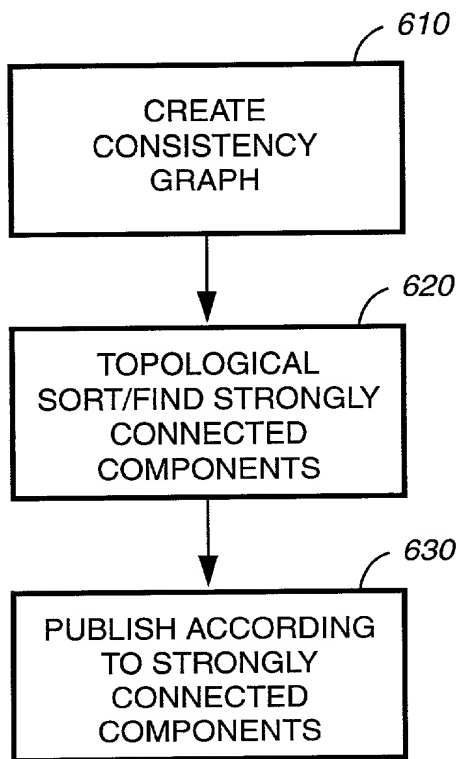 610
CREATE
CONSISTENCY
GRAPH
620
TOPOLOGICAL
SORT/FIND STRONGLY
CONNECTED
COMPONENTS
630
PUBLISH ACCORDING
TO STRONGLY
CONNECTED
COMPONENTS